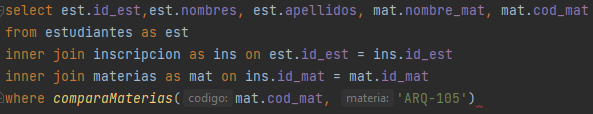 select est.id_est,est.nombres, est.apellidos, mat.nombre_mat, mat.cod_mat
from estudiantes as est
inner join inscripcion as ins on est.id_est = ins.id_est
inner join materias as mat on ins.id_mat = mat.id_mat
where comparaMaterias( codigo: mat.cod_mat, materia: 'ARQ-105')